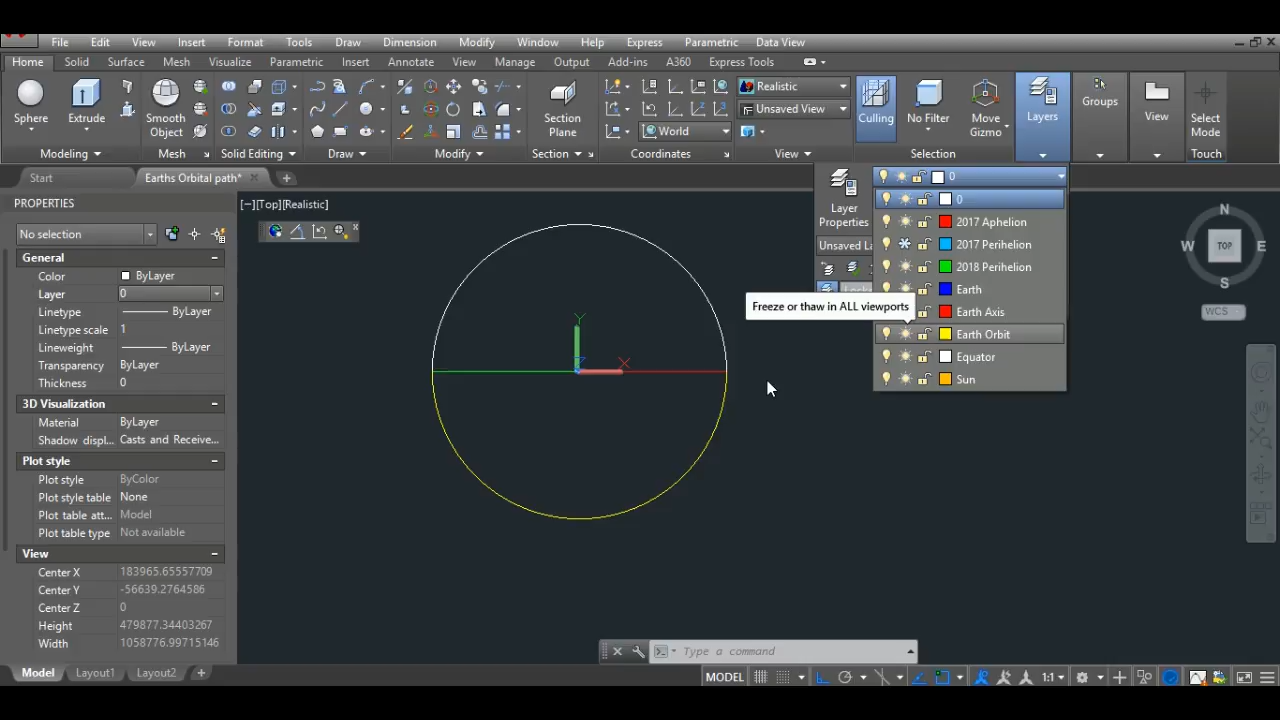 File Edit View Insert Format Tools Draw Dimension Modify Window Help Express Parametric Data View
Home Solid Surface Mesh Visualize Parametric Insert Annotate View Manage Output Add-ins A360 Express Tools
Sphere Extrude Smooth Object Section Plane World Realistic Unsaved View Culling No Filter Move Gizmo Layers Groups View Select Mode
Modeling Mesh Solid Editing Draw Modify Section Coordinates View Selection Touch
Start Earths Orbital path* 0
Layer Properties
Unsaved La
0
2017 Aphelion
2017 Perihelion
2018 Perihelion
Earth
Earth Axis
Earth Orbit
Equator
Sun
Freeze or thaw in ALL viewports
PROPERTIES
No selection
General
Color ByLayer
Layer 0
Linetype ByLayer
Linetype scale 1
Lineweight ByLayer
Transparency ByLayer
Thickness 0
3D Visualization
Material ByLayer
Shadow displ... Casts and Receive...
Plot style
Plot style ByColor
Plot style table None
Plot table att... Model
Plot table type Not available
View
Center X 183965.65557709
Center Y -56639.2764586
Center Z 0
Height 479877.34403267
Width 1058776.99715146
[−][Top][Realistic]
Y
X
N
W TOP E
S
WCS
Type a command
Model Layout1 Layout2 +
MODEL 1:1